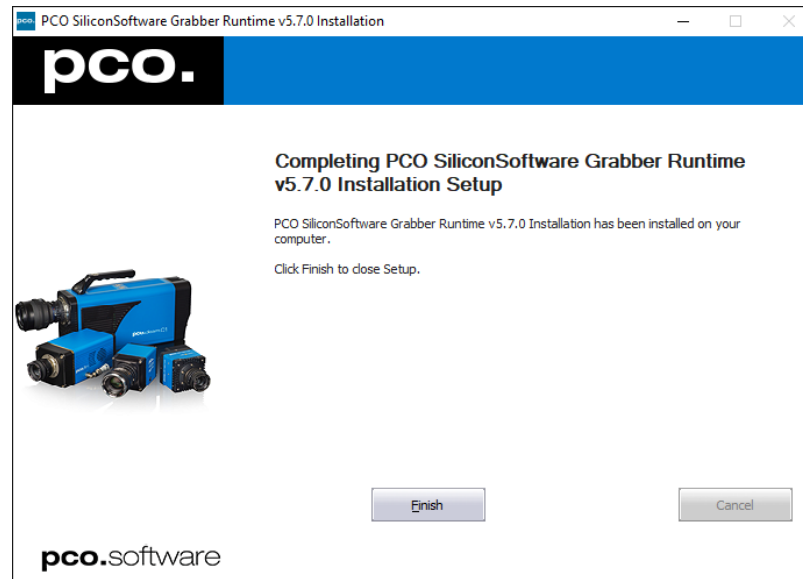 pco. PCO SiliconSoftware Grabber Runtime v5.7.0 Installation
pco.
Completing PCO SiliconSoftware Grabber Runtime
v5.7.0 Installation Setup
PCO SiliconSoftware Grabber Runtime v5.7.0 Installation has been installed on your
computer.
Click Finish to close Setup.
Finish
Cancel
pco.software